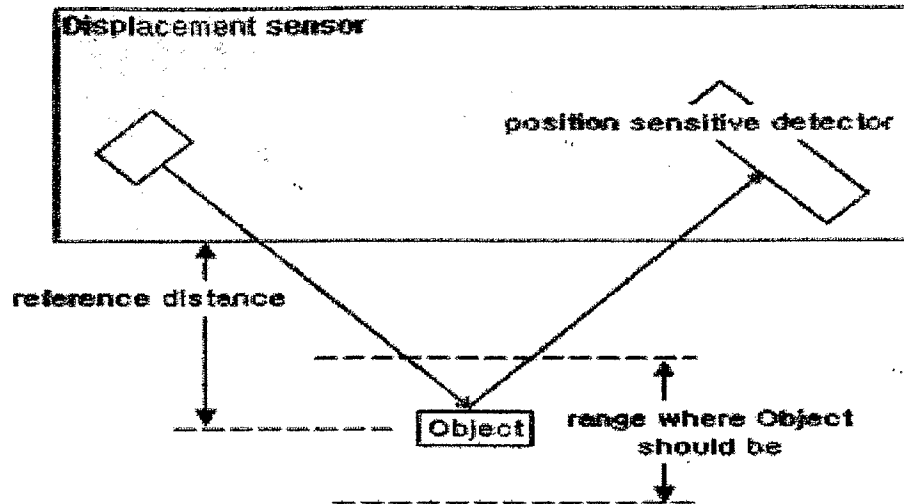 Displacement sensor
position sensitive detector
reference distance
Object
range where Object
should be